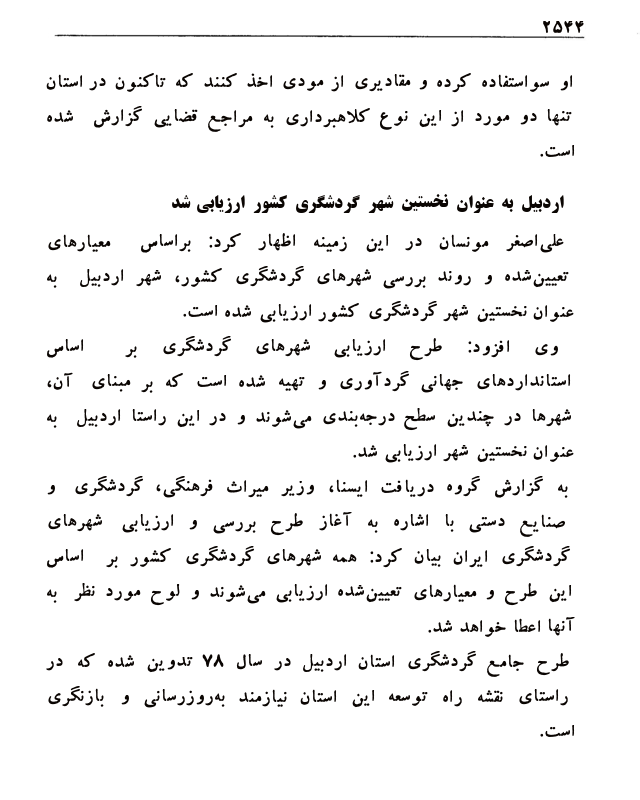 ۲۵۴۴
او سواستفاده کرده و مقادیری از مودی اخذ کنند که تاکنون در استان
تنها دو مورد از این نوع کلاهبرداری به مراجع قضایی گزارش شده
است.
اردبیل به عنوان نخستین شهر گردشگری کشور ارزیابی شد
علی‌اصغر مونسان در این زمینه اظهار کرد: براساس معیارهای
تعیین‌شده و روند بررسی شهرهای گردشگری کشور، شهر اردبیل به
عنوان نخستین شهر گردشگری کشور ارزیابی شده است.
وی افزود: طرح ارزیابی شهرهای گردشگری بر اساس
استانداردهای جهانی گردآوری و تهیه شده است که بر مبنای آن،
شهرها در چندین سطح درجه‌بندی می‌شوند و در این راستا اردبیل به
عنوان نخستین شهر ارزیابی شد.
به گزارش گروه دریافت ایسنا، وزیر میراث فرهنگی، گردشگری و
صنایع دستی با اشاره به آغاز طرح بررسی و ارزیابی شهرهای
گردشگری ایران بیان کرد: همه شهرهای گردشگری کشور بر اساس
این طرح و معیارهای تعیین‌شده ارزیابی می‌شوند و لوح مورد نظر به
آنها اعطا خواهد شد.
طرح جامع گردشگری استان اردبیل در سال ۷۸ تدوین شده که در
راستای نقشه راه توسعه این استان نیازمند به‌روزرسانی و بازنگری
است.